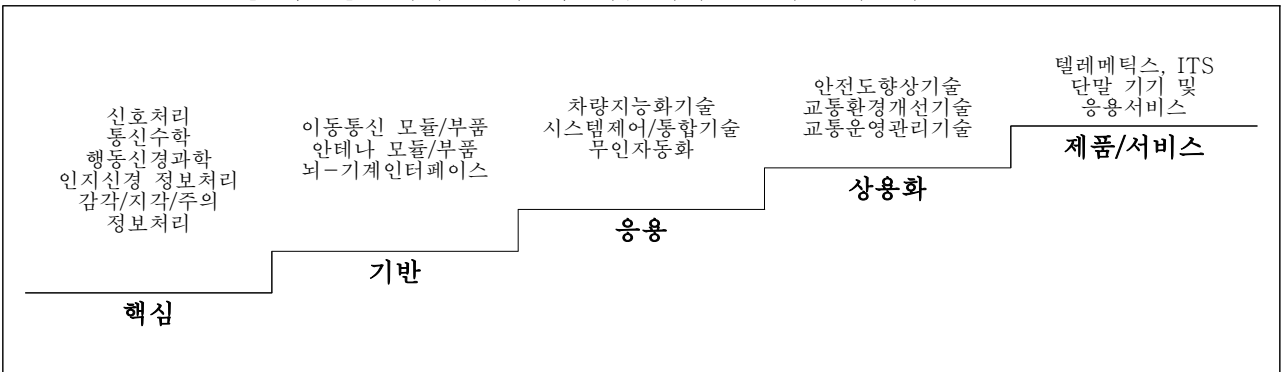 신호처리
통신수학
행동신경과학
인지신경 정보처리
감각/지각/주의
정보처리
핵심
이동통신 모듈/부품
안테나 모듈/부품
뇌-기계인터페이스
기반
차량지능화기술
시스템제어/통합기술
무인자동화
응용
안전도향상기술
교통환경개선기술
교통운영관리기술
상용화
텔레메틱스, ITS
단말 기기 및
응용서비스
제품/서비스